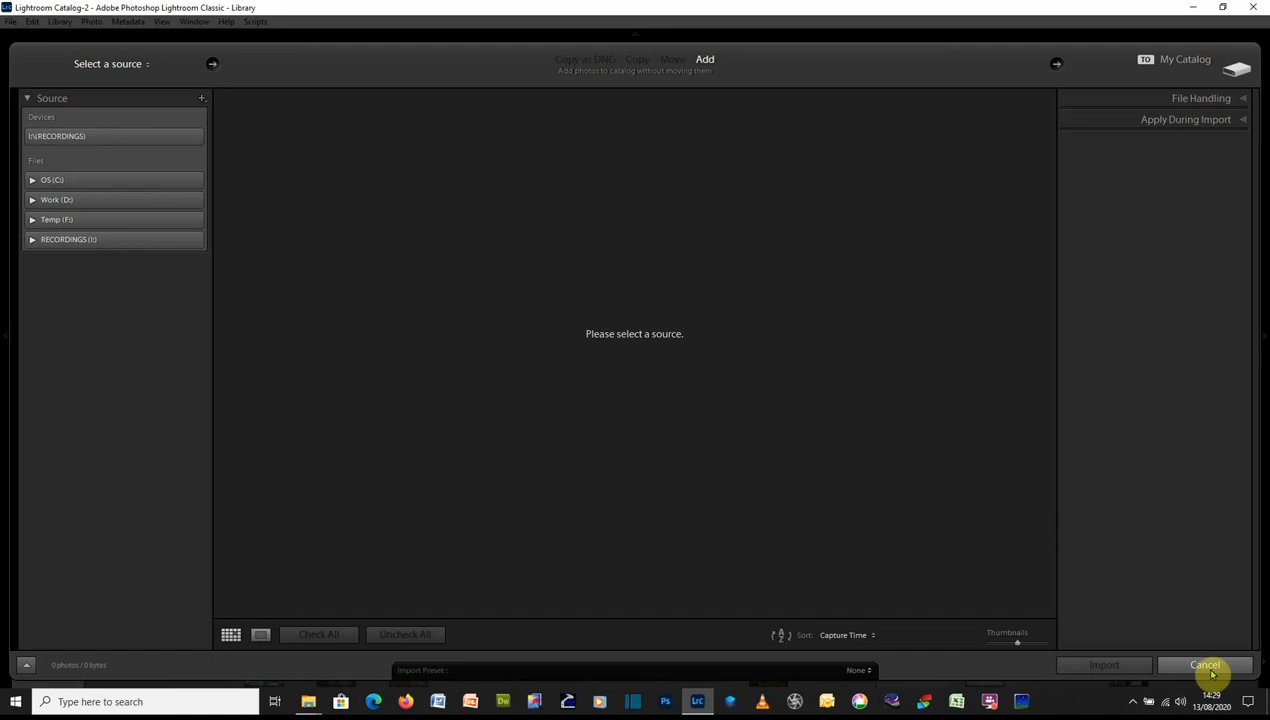 Lightroom Catalog-2 - Adobe Photoshop Lightroom Classic - Library
File Edit Library Photo Metadata View Window Help Scripts
Select a source
Copy as DNG Copy Move Add
Add photos to catalog without moving them
TO My Catalog
Source
Devices
I:\(RECORDINGS)
Files
OS (C:)
Work (D:)
Temp (F:)
RECORDINGS (I:)
File Handling
Apply During Import
Please select a source.
Check All Uncheck All
Sort: Capture Time
Thumbnails
0 photos / 0 bytes
Import Preset : None
Import Cancel
Type here to search
14:29
13/08/2020